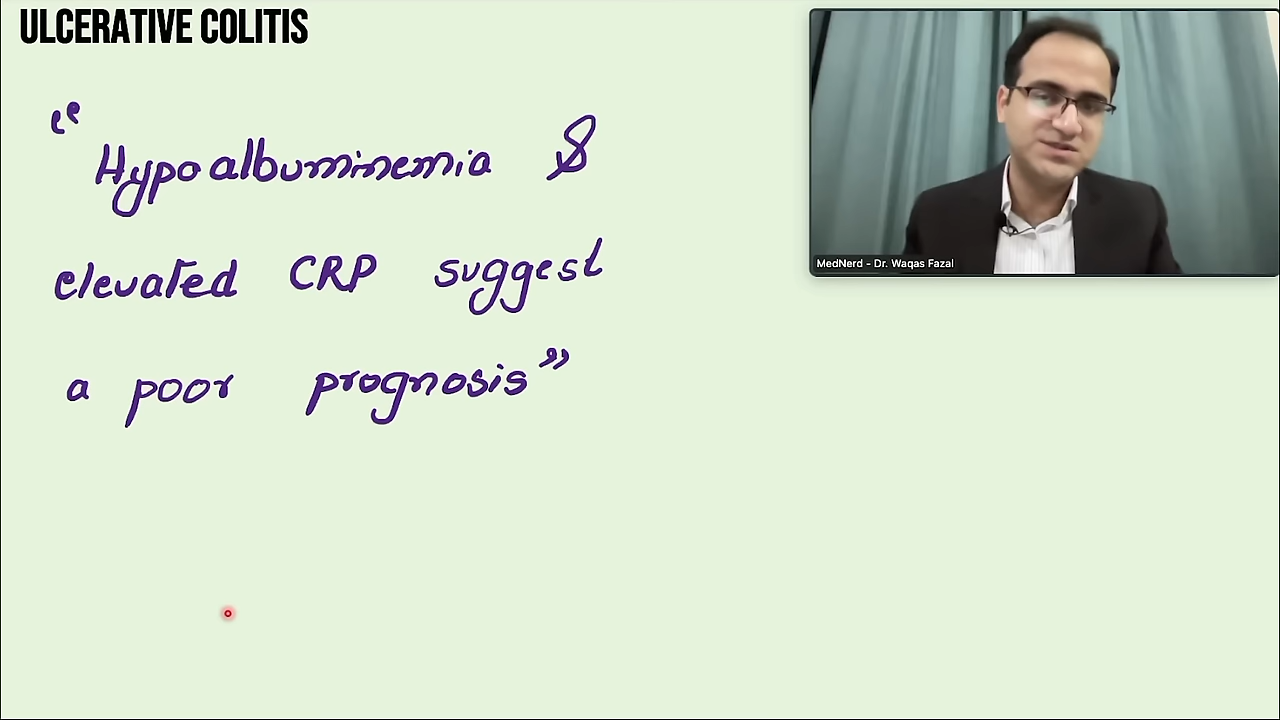 ULCERATIVE COLITIS
“Hypoalbuminemia &
elevated CRP suggest
a poor prognosis”
MedNerd - Dr. Waqas Fazal